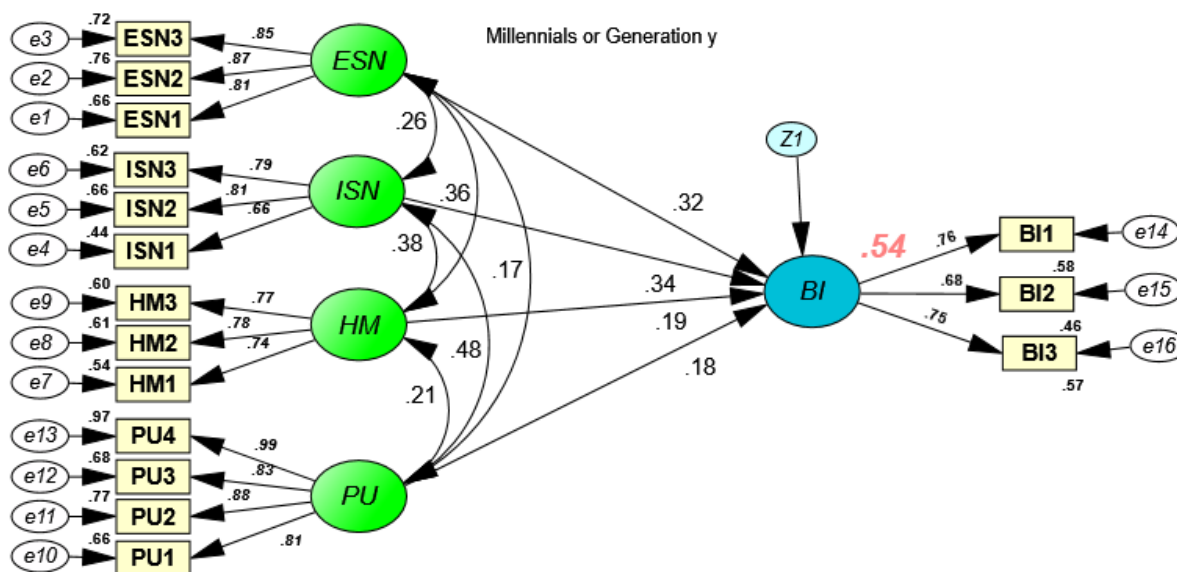 Millennials or Generation y
e3 .72 ESN3 .85
e2 .76 ESN2 .87
e1 .66 ESN1 .81
ESN
e6 .62 ISN3 .79
e5 .66 ISN2 .81
e4 .44 ISN1 .66
ISN
e9 .60 HM3 .77
e8 .61 HM2 .78
e7 .54 HM1 .74
HM
e13 .97 PU4 .99
e12 .68 PU3 .83
e11 .77 PU2 .88
e10 .66 PU1 .81
PU
.26
.36
.38
.17
.48
.21
.32
.34
.19
.18
Z1
.54
BI
.76 BI1 e14
.58
.68 BI2 e15
.46
.75 BI3 e16
.57